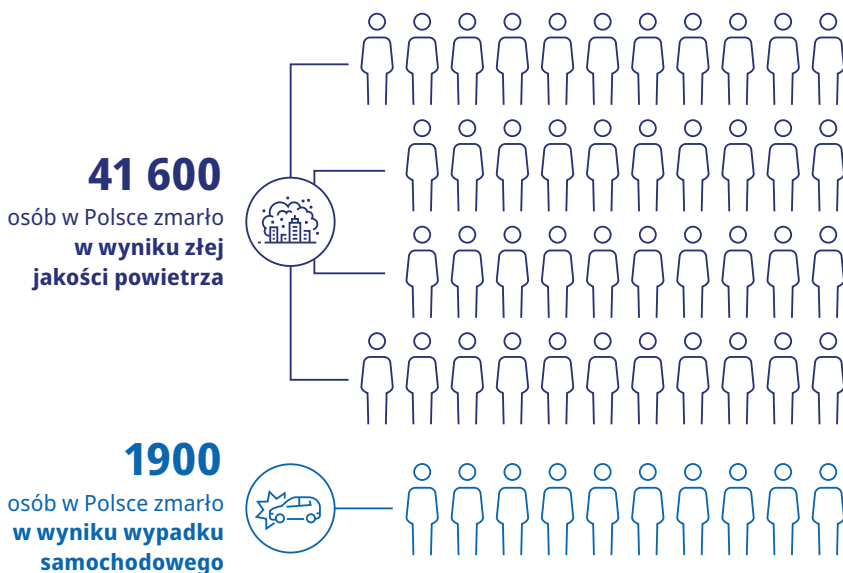 41 600
osób w Polsce zmarło
w wyniku złej
jakości powietrza
1900
osób w Polsce zmarło
w wyniku wypadku
samochodowego